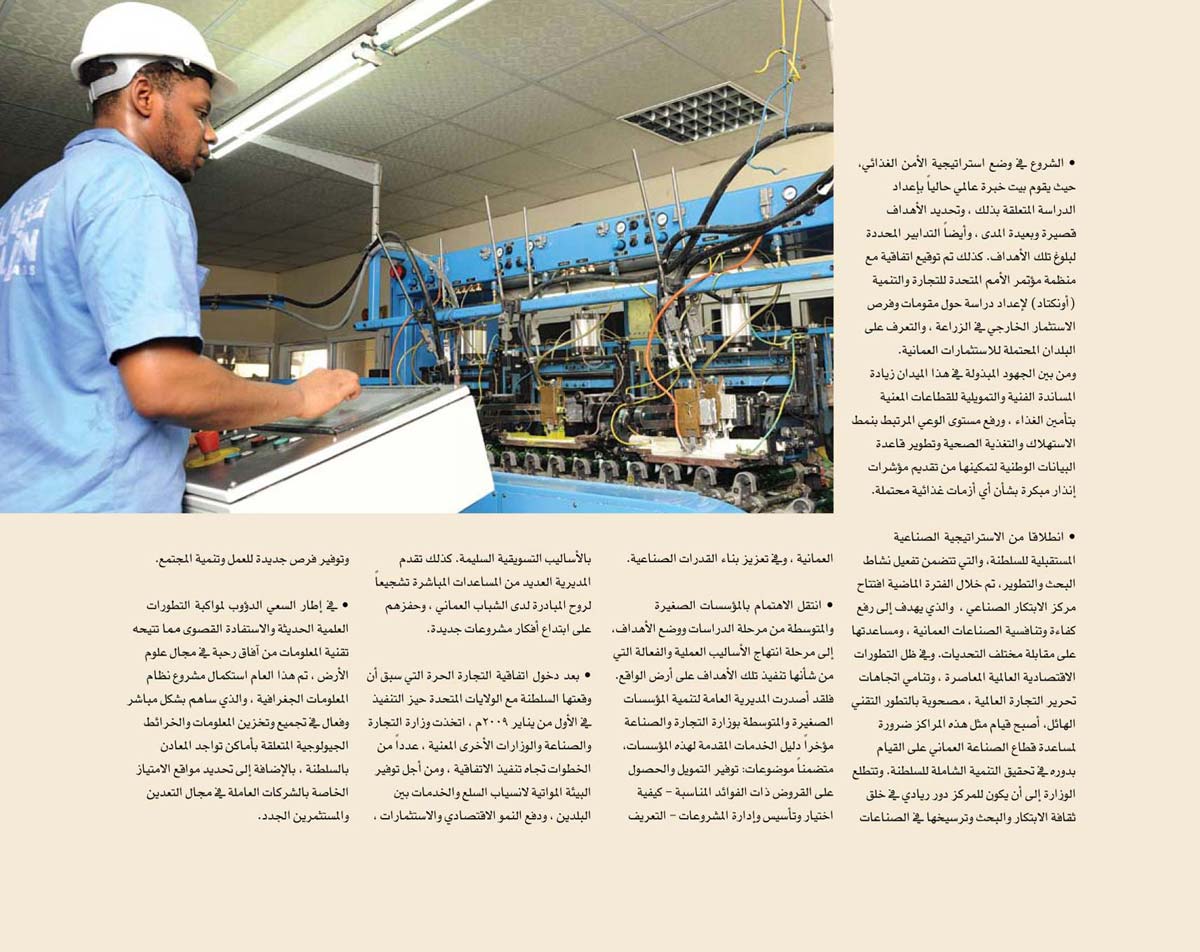 • الشروع في وضع استراتيجية الأمن الغذائي،
حيث يقوم بيت خبرة عالمي حالياً بإعداد
الدراسة المتعلقة بذلك ، وتحديد الأهداف
قصيرة وبعيدة المدى ، وأيضاً التدابير المحددة
لبلوغ تلك الأهداف. كذلك تم توقيع اتفاقية مع
منظمة مؤتمر الأمم المتحدة للتجارة والتنمية
(أونكتاد) لإعداد دراسة حول مقومات وفرص
الاستثمار الخارجي في الزراعة ، والتعرف على
البلدان المحتملة للاستثمارات العمانية.
ومن بين الجهود المبذولة في هذا الميدان زيادة
المساندة الفنية والتمويلية للقطاعات المعنية
بتأمين الغذاء ، ورفع مستوى الوعي المرتبط بنمط
الاستهلاك والتغذية الصحية وتطوير قاعدة
البيانات الوطنية لتمكينها من تقديم مؤشرات
إنذار مبكرة بشأن أي أزمات غذائية محتملة.
• انطلاقا من الاستراتيجية الصناعية
المستقبلية للسلطنة، والتي تتضمن تفعيل نشاط
البحث والتطوير، تم خلال الفترة الماضية افتتاح
مركز الابتكار الصناعي ، والذي يهدف إلى رفع
كفاءة وتنافسية الصناعات العمانية ، ومساعدتها
على مقابلة مختلف التحديات. وفي ظل التطورات
الاقتصادية العالمية المعاصرة ، وتنامي اتجاهات
تحرير التجارة العالمية ، مصحوبة بالتطور التقني
الهائل، أصبح قيام مثل هذه المراكز ضرورة
لمساعدة قطاع الصناعة العماني على القيام
بدوره في تحقيق التنمية الشاملة للسلطنة. وتتطلع
الوزارة إلى أن يكون للمركز دور ريادي في خلق
ثقافة الابتكار والبحث وترسيخها في الصناعات
العمانية ، وفي تعزيز بناء القدرات الصناعية.
• انتقل الاهتمام بالمؤسسات الصغيرة
والمتوسطة من مرحلة الدراسات ووضع الأهداف،
إلى مرحلة انتهاج الأساليب العملية والفعالة التي
من شأنها تنفيذ تلك الأهداف على أرض الواقع.
فلقد أصدرت المديرية العامة لتنمية المؤسسات
الصغيرة والمتوسطة بوزارة التجارة والصناعة
مؤخراً دليل الخدمات المقدمة لهذه المؤسسات،
متضمناً موضوعات: توفير التمويل والحصول
على القروض ذات الفوائد المناسبة – كيفية
اختيار وتأسيس وإدارة المشروعات – التعريف
بالأساليب التسويقية السليمة. كذلك تقدم
المديرية العديد من المساعدات المباشرة تشجيعاً
لروح المبادرة لدى الشباب العماني ، وحفزهم
على ابتداع أفكار مشروعات جديدة.
• بعد دخول اتفاقية التجارة الحرة التي سبق أن
وقعتها السلطنة مع الولايات المتحدة حيز التنفيذ
في الأول من يناير ٢٠٠٩م ، اتخذت وزارة التجارة
والصناعة والوزارات الأخرى المعنية ، عدداً من
الخطوات تجاه تنفيذ الاتفاقية ، ومن أجل توفير
البيئة المواتية لانسياب السلع والخدمات بين
البلدين ، ودفع النمو الاقتصادي والاستثمارات ،
وتوفير فرص جديدة للعمل وتنمية المجتمع.
• في إطار السعي الدؤوب لمواكبة التطورات
العلمية الحديثة والاستفادة القصوى مما تتيحه
تقنية المعلومات من آفاق رحبة في مجال علوم
الأرض ، تم هذا العام استكمال مشروع نظام
المعلومات الجغرافية ، والذي ساهم بشكل مباشر
وفعال في تجميع وتخزين المعلومات والخرائط
الجيولوجية المتعلقة بأماكن تواجد المعادن
بالسلطنة ، بالإضافة إلى تحديد مواقع الامتياز
الخاصة بالشركات العاملة في مجال التعدين
والمستثمرين الجدد.